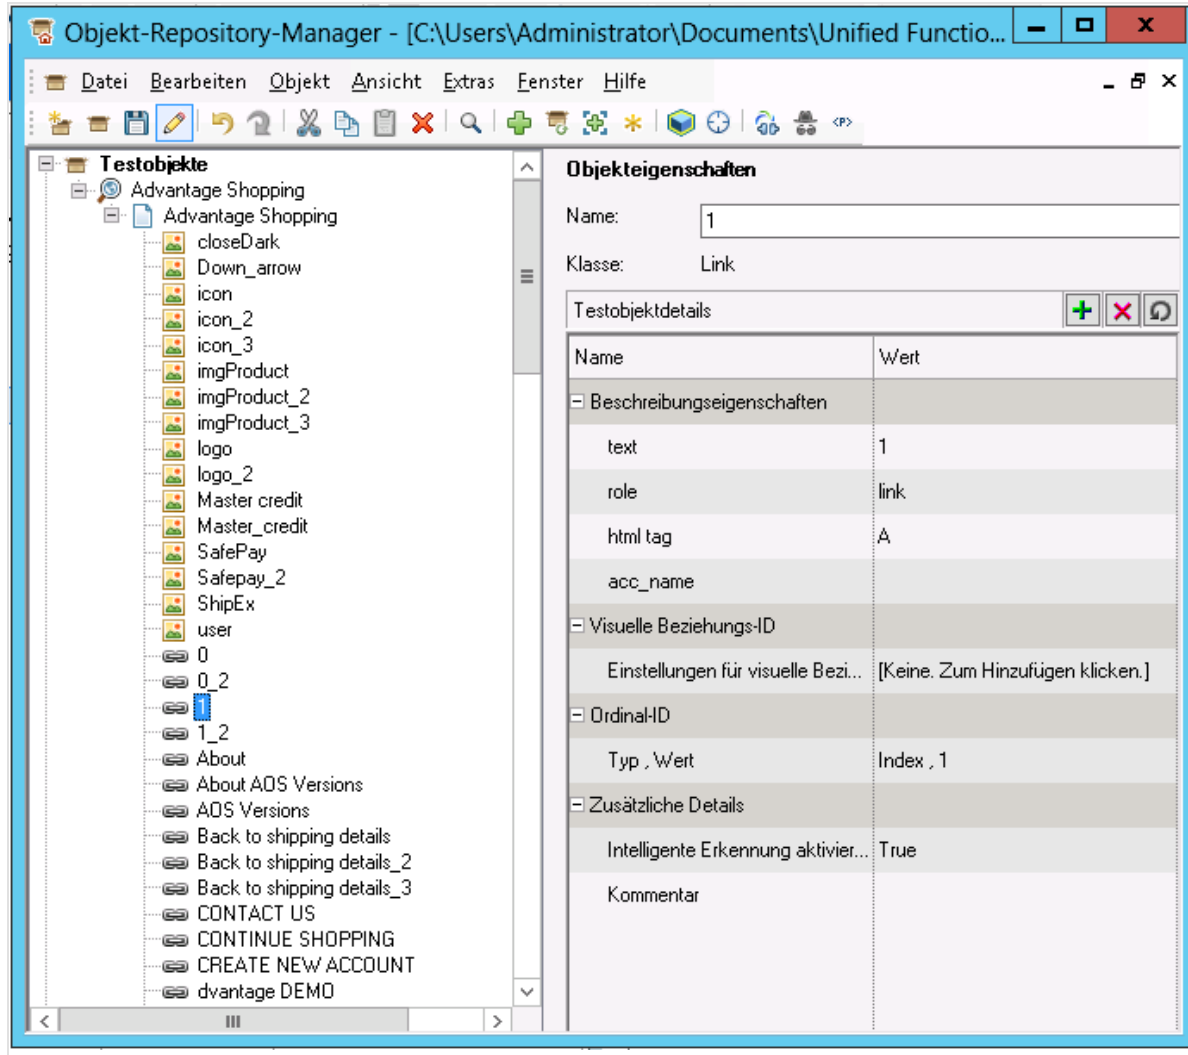 Objekt-Repository-Manager - [C:\Users\Administrator\Documents\Unified Functio...
Datei Bearbeiten Objekt Ansicht Extras Fenster Hilfe
<P>
Testobjekte
Advantage Shopping
Advantage Shopping
closeDark
Down_arrow
icon
icon_2
icon_3
imgProduct
imgProduct_2
imgProduct_3
logo
logo_2
Master credit
Master_credit
SafePay
Safepay_2
ShipEx
user
0
0_2
1
1_2
About
About AOS Versions
AOS Versions
Back to shipping details
Back to shipping details_2
Back to shipping details_3
CONTACT US
CONTINUE SHOPPING
CREATE NEW ACCOUNT
dvantage DEMO
Objekteigenschaften
Name: 1
Klasse: Link
Testobjektdetails
Name Wert
Beschreibungseigenschaften
text 1
role link
html tag A
acc_name
Visuelle Beziehungs-ID
Einstellungen für visuelle Bezi... [Keine. Zum Hinzufügen klicken.]
Ordinal-ID
Typ , Wert Index , 1
Zusätzliche Details
Intelligente Erkennung aktivier... True
Kommentar